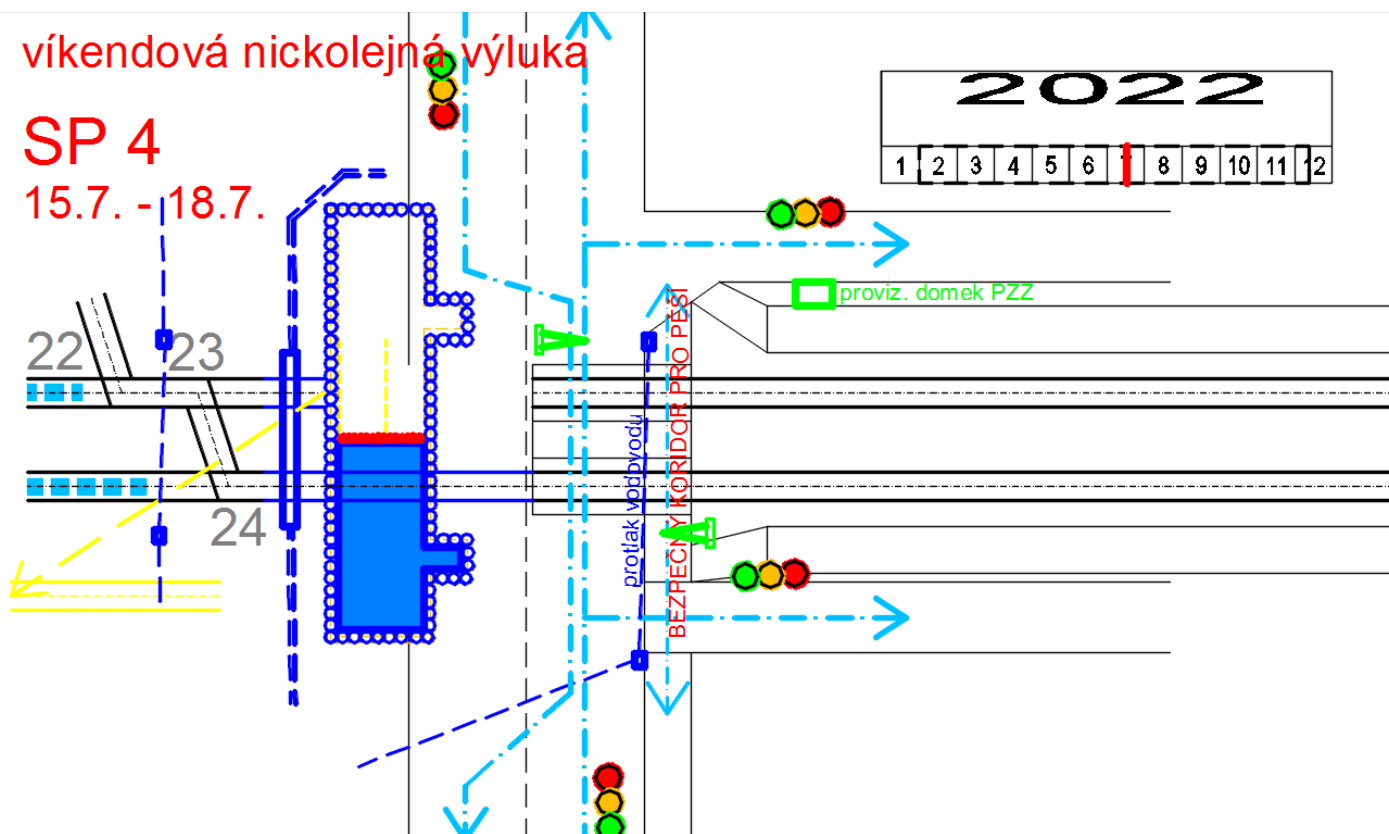 víkendová nickolejná výluka
SP 4
15.7. - 18.7.
2022
1 2 3 4 5 6 7 8 9 10 11 12
proviz. domek PZZ
22
23
24
protlak vodovodu
BEZPEČNÝ KORIDOR PRO PĚŠÍ